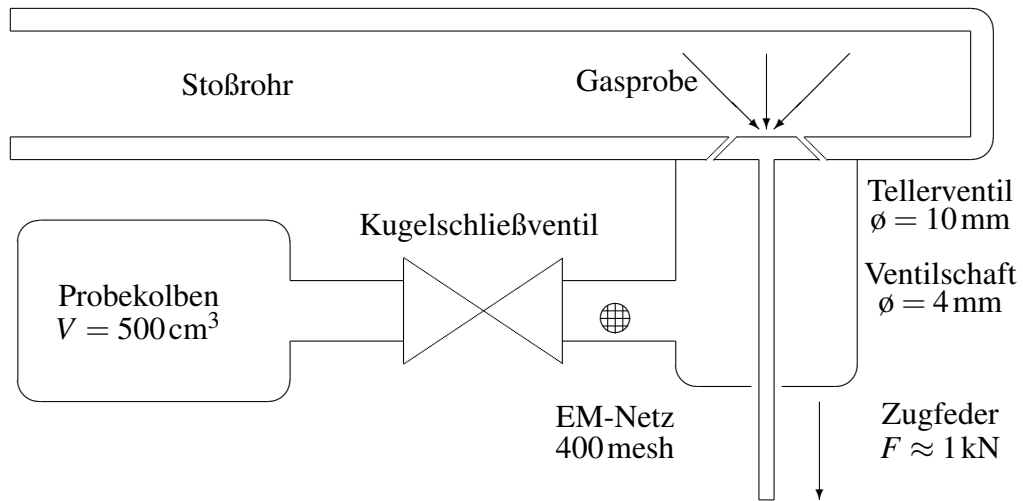 Stoßrohr
Gasprobe
Tellerventil
ø = 10 mm
Kugelschließventil
Ventilschaft
ø = 4 mm
Probekolben
V = 500 cm³
EM-Netz
400 mesh
Zugfeder
F ≈ 1 kN